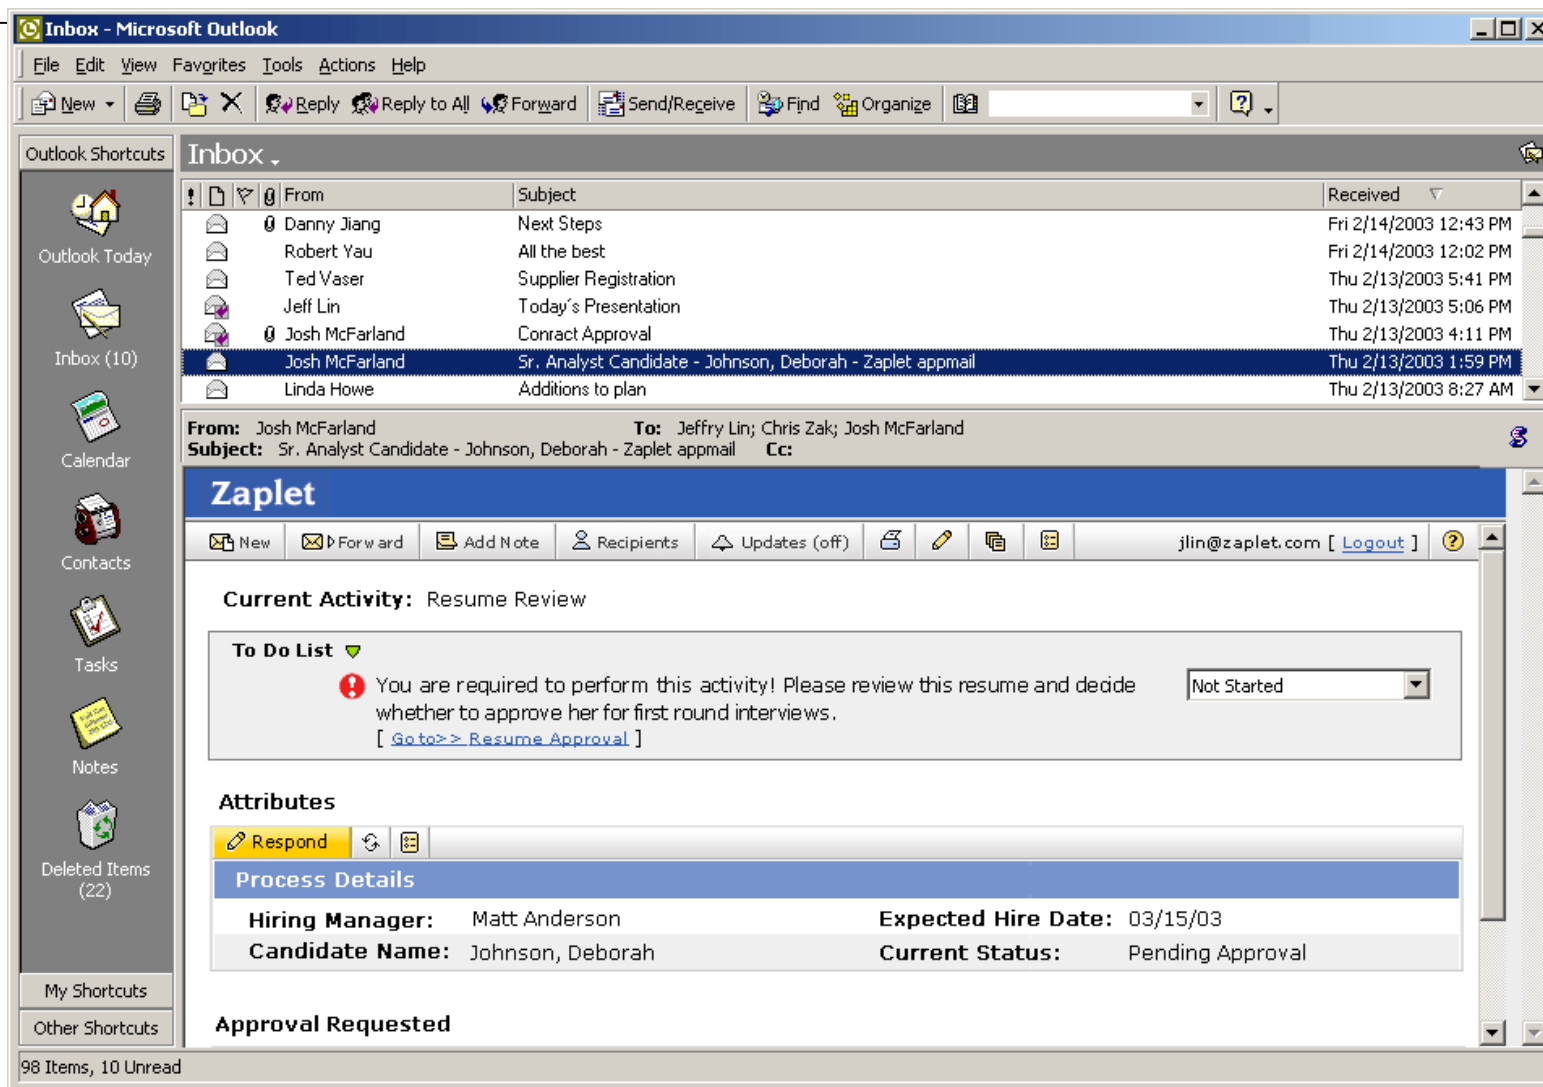 Inbox - Microsoft Outlook
File Edit View Favorites Tools Actions Help
New Reply Reply to All Forward Send/Receive Find Organize
Outlook Shortcuts
Outlook Today
Inbox (10)
Calendar
Contacts
Tasks
Notes
Deleted Items
(22)
My Shortcuts
Other Shortcuts
Inbox
From Subject Received
Danny Jiang Next Steps Fri 2/14/2003 12:43 PM
Robert Yau All the best Fri 2/14/2003 12:02 PM
Ted Vaser Supplier Registration Thu 2/13/2003 5:41 PM
Jeff Lin Today's Presentation Thu 2/13/2003 5:06 PM
Josh McFarland Conract Approval Thu 2/13/2003 4:11 PM
Josh McFarland Sr. Analyst Candidate - Johnson, Deborah - Zaplet appmail Thu 2/13/2003 1:59 PM
Linda Howe Additions to plan Thu 2/13/2003 8:27 AM
From: Josh McFarland To: Jeffry Lin; Chris Zak; Josh McFarland
Subject: Sr. Analyst Candidate - Johnson, Deborah - Zaplet appmail Cc:
Zaplet
New Forward Add Note Recipients Updates (off) jlin@zaplet.com [ Logout ]
Current Activity: Resume Review
To Do List
You are required to perform this activity! Please review this resume and decide Not Started
whether to approve her for first round interviews.
[ Go to>> Resume Approval ]
Attributes
Respond
Process Details
Hiring Manager: Matt Anderson Expected Hire Date: 03/15/03
Candidate Name: Johnson, Deborah Current Status: Pending Approval
Approval Requested
98 Items, 10 Unread